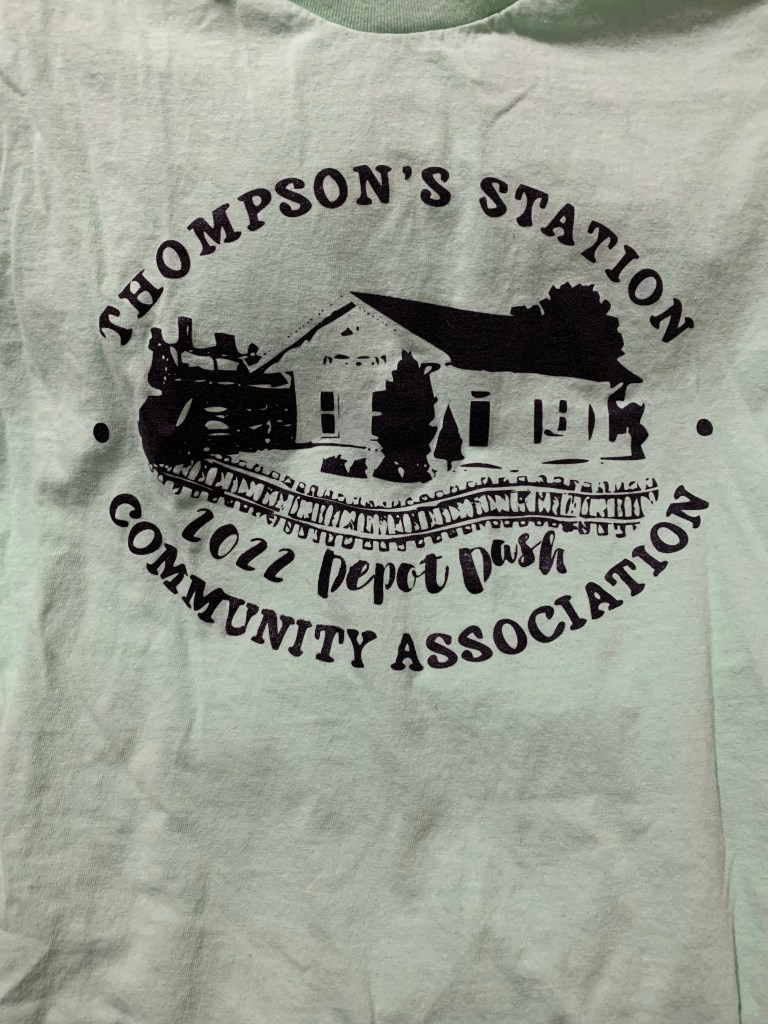 THOMPSON'S STATION
2022 Depot Dash
COMMUNITY ASSOCIATION